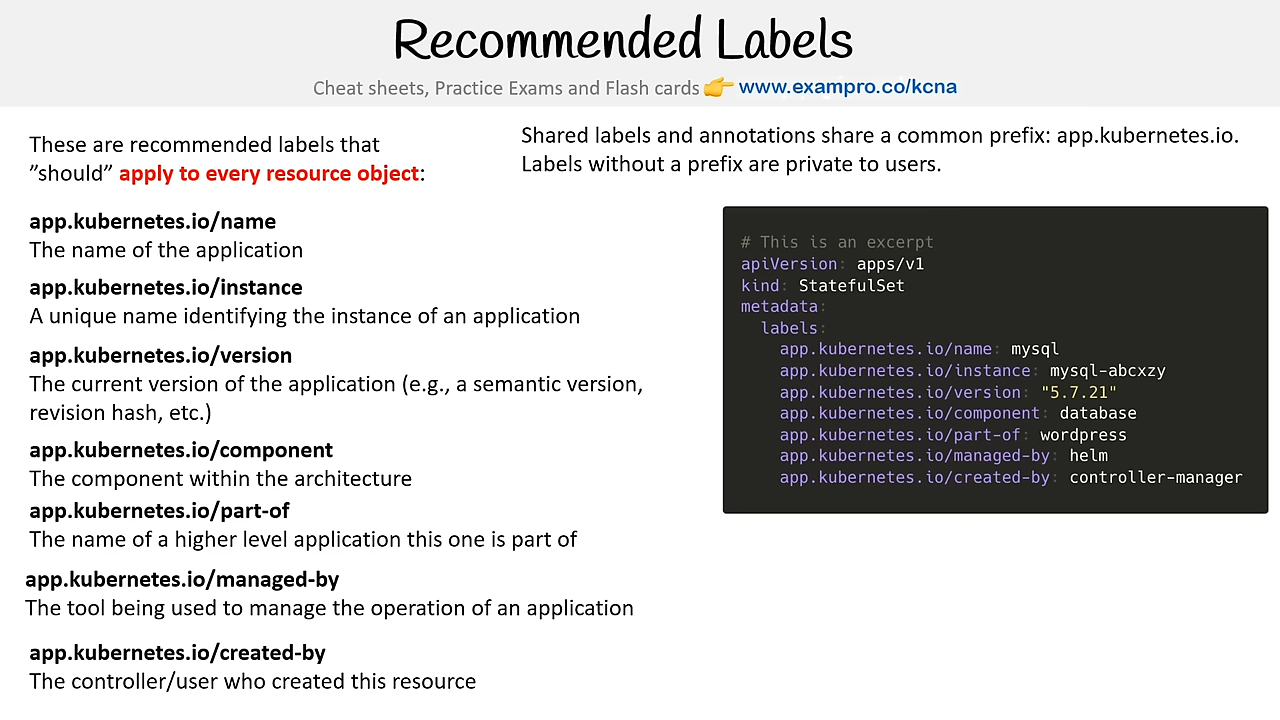 Recommended Labels
Cheat sheets, Practice Exams and Flash cards 👉 www.exampro.co/kcna
These are recommended labels that
”should” apply to every resource object:
Shared labels and annotations share a common prefix: app.kubernetes.io.
Labels without a prefix are private to users.
app.kubernetes.io/name
The name of the application
app.kubernetes.io/instance
A unique name identifying the instance of an application
app.kubernetes.io/version
The current version of the application (e.g., a semantic version,
revision hash, etc.)
app.kubernetes.io/component
The component within the architecture
app.kubernetes.io/part-of
The name of a higher level application this one is part of
app.kubernetes.io/managed-by
The tool being used to manage the operation of an application
app.kubernetes.io/created-by
The controller/user who created this resource
# This is an excerpt
apiVersion: apps/v1
kind: StatefulSet
metadata:
  labels:
    app.kubernetes.io/name: mysql
    app.kubernetes.io/instance: mysql-abcxzy
    app.kubernetes.io/version: "5.7.21"
    app.kubernetes.io/component: database
    app.kubernetes.io/part-of: wordpress
    app.kubernetes.io/managed-by: helm
    app.kubernetes.io/created-by: controller-manager